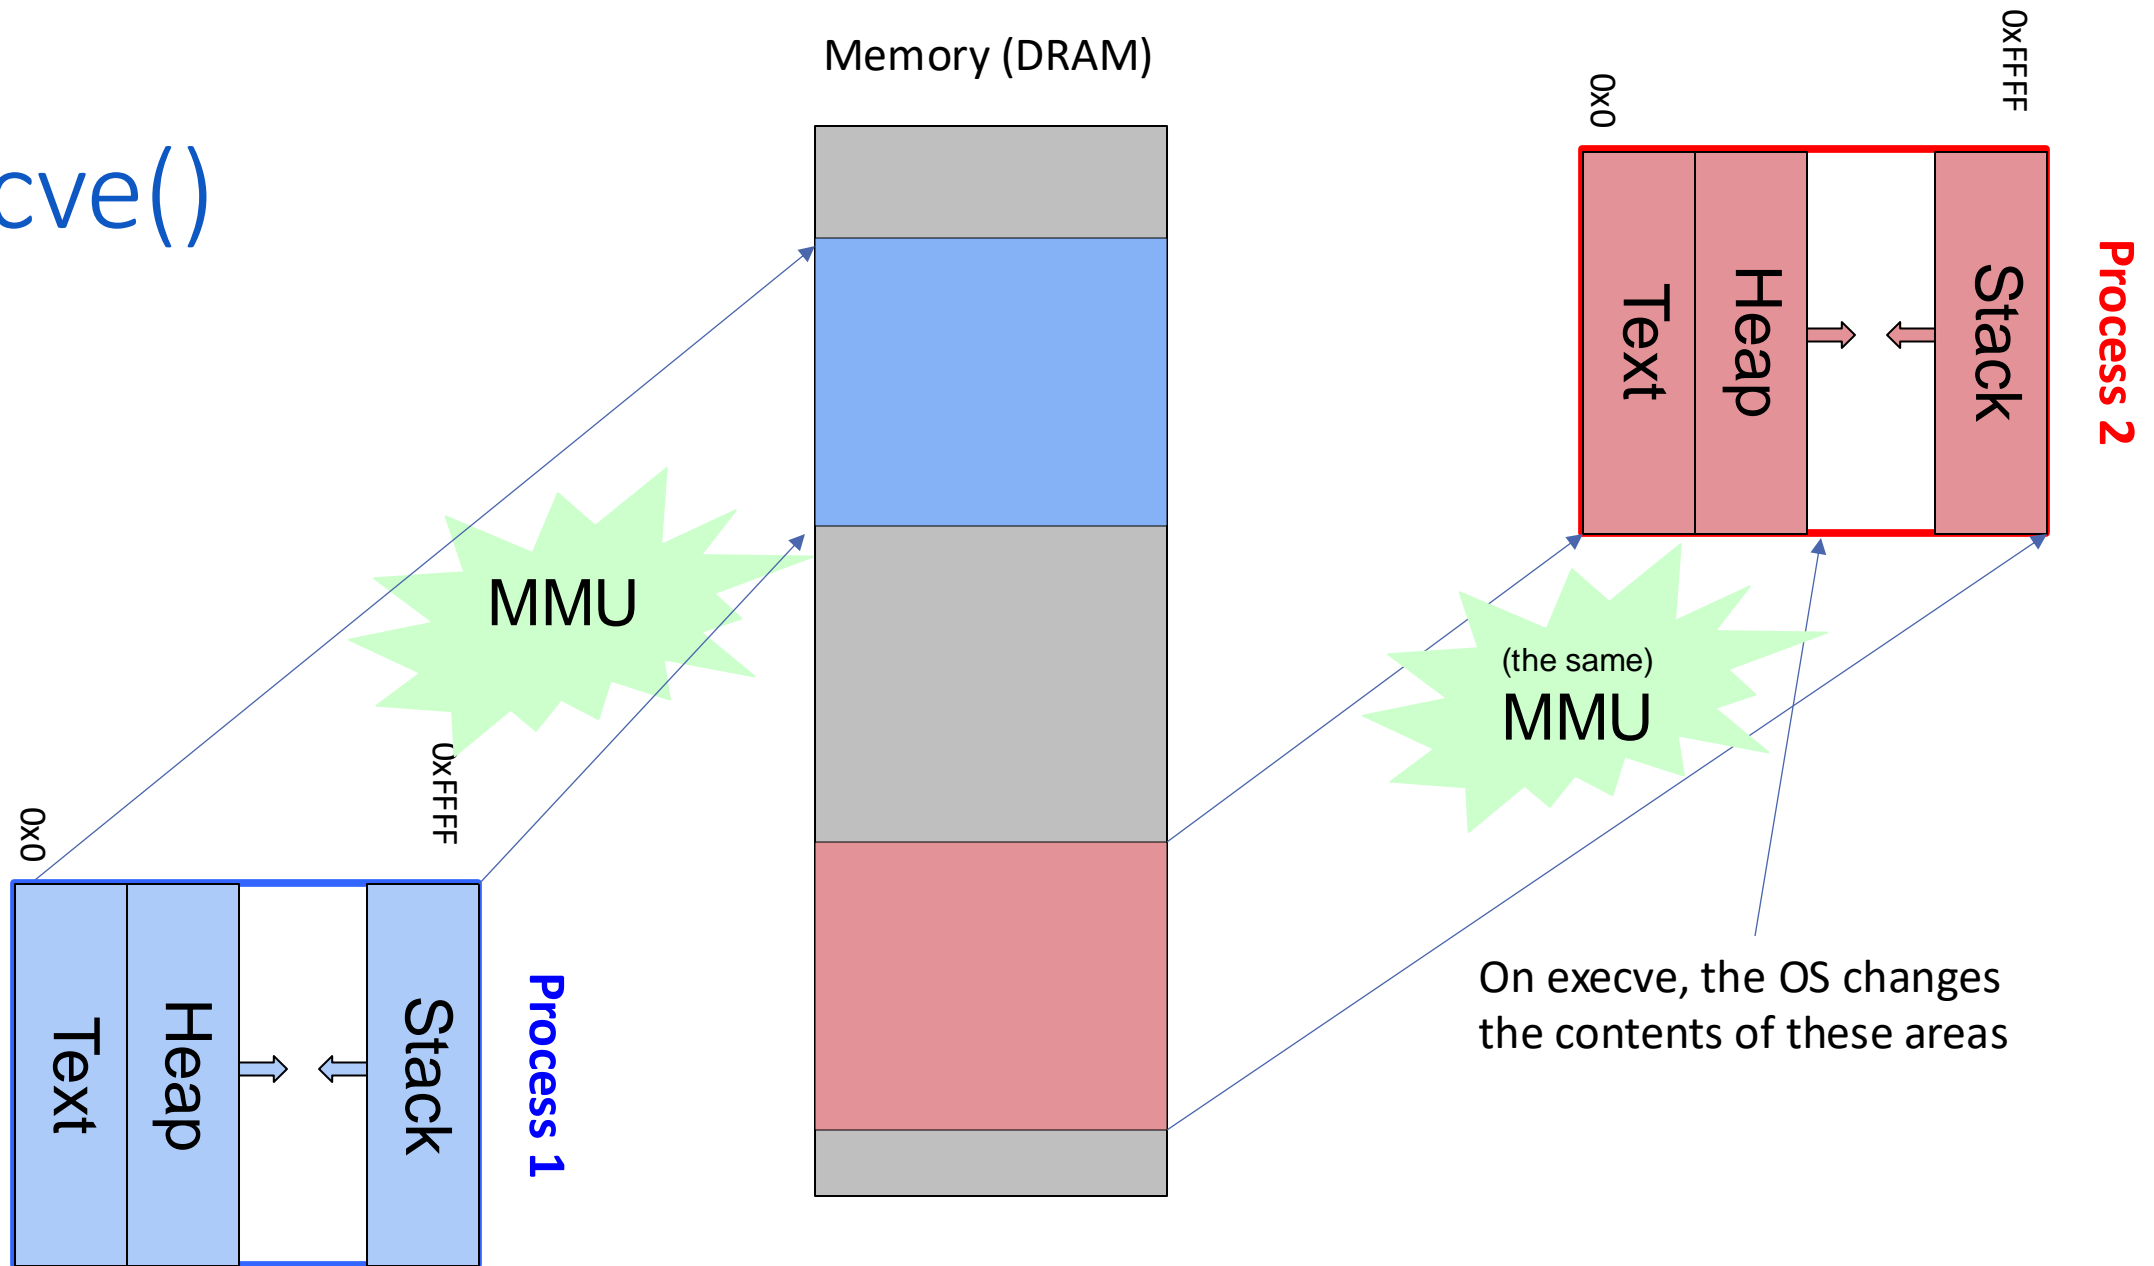 cve()
Memory (DRAM)
0x0
0xFFFF
Text
Heap
Stack
Process 2
MMU
(the same)
MMU
0x0
0xFFFF
Text
Heap
Stack
Process 1
On execve, the OS changes
the contents of these areas